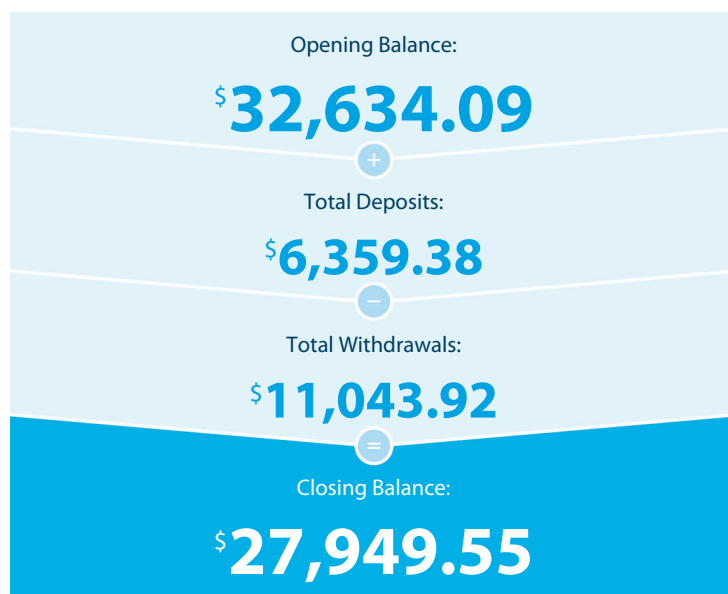 Opening Balance:
$32,634.09
+
Total Deposits:
$6,359.38
−
Total Withdrawals:
$11,043.92
=
Closing Balance:
$27,949.55